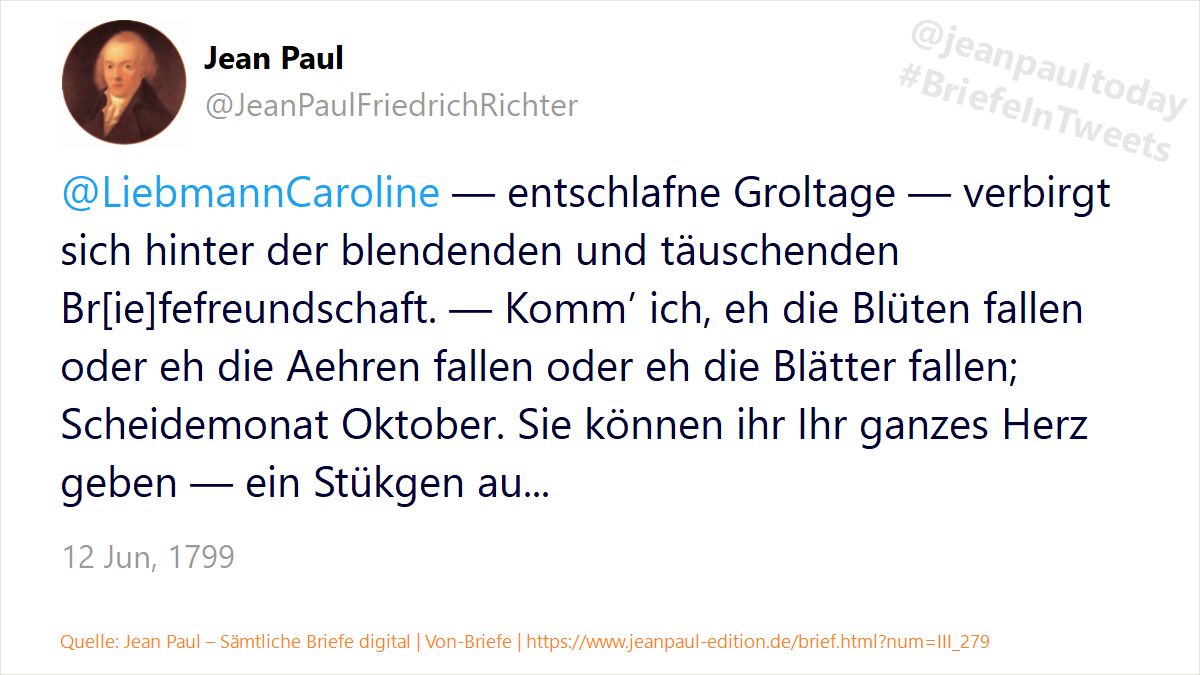 Jean Paul
@JeanPaulFriedrichRichter
@jeanpaultoday
#BriefeInTweets
@LiebmannCaroline — entschlafne Groltage — verbirgt
sich hinter der blendenden und täuschenden
Br[ie]fefreundschaft. — Komm’ ich, eh die Blüten fallen
oder eh die Aehren fallen oder eh die Blätter fallen;
Scheidemonat Oktober. Sie können ihr Ihr ganzes Herz
geben — ein Stükgen au...
12 Jun, 1799
Quelle: Jean Paul – Sämtliche Briefe digital | Von-Briefe | https://www.jeanpaul-edition.de/brief.html?num=III_279